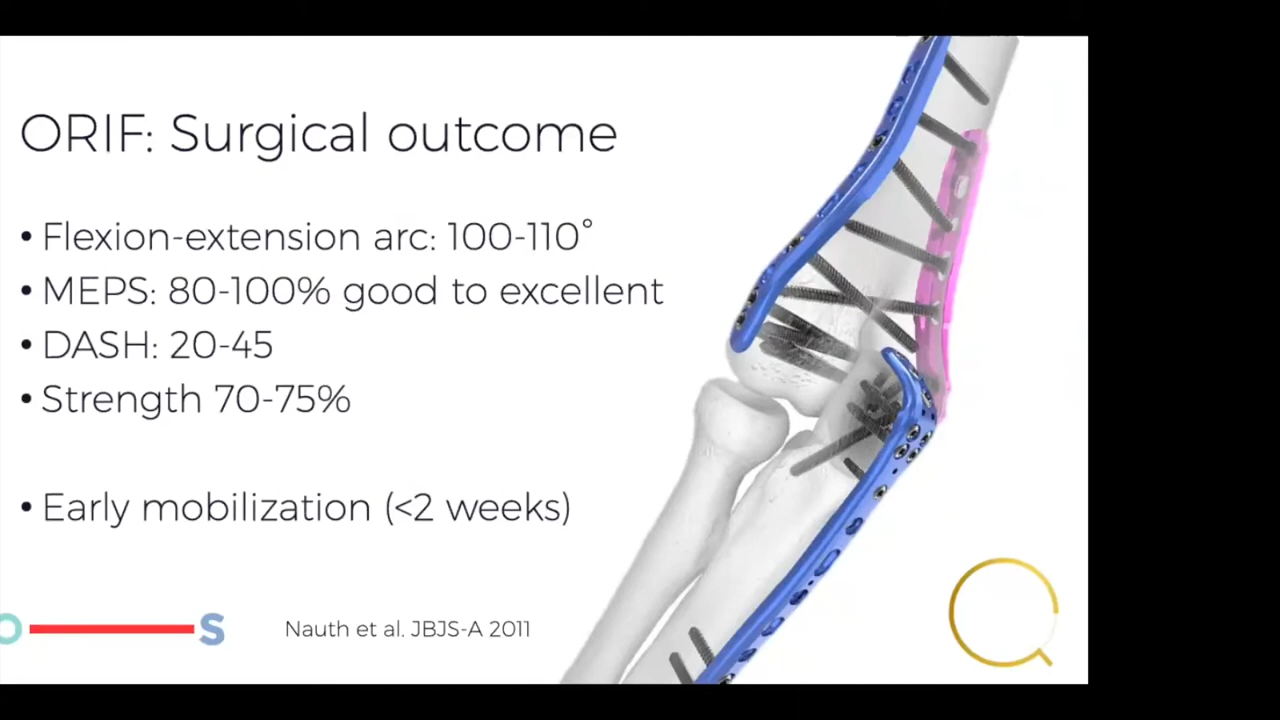 ORIF: Surgical outcome
• Flexion-extension arc: 100-110°
• MEPS: 80-100% good to excellent
• DASH: 20-45
• Strength 70-75%
• Early mobilization (<2 weeks)
O S
Nauth et al. JBJS-A 2011